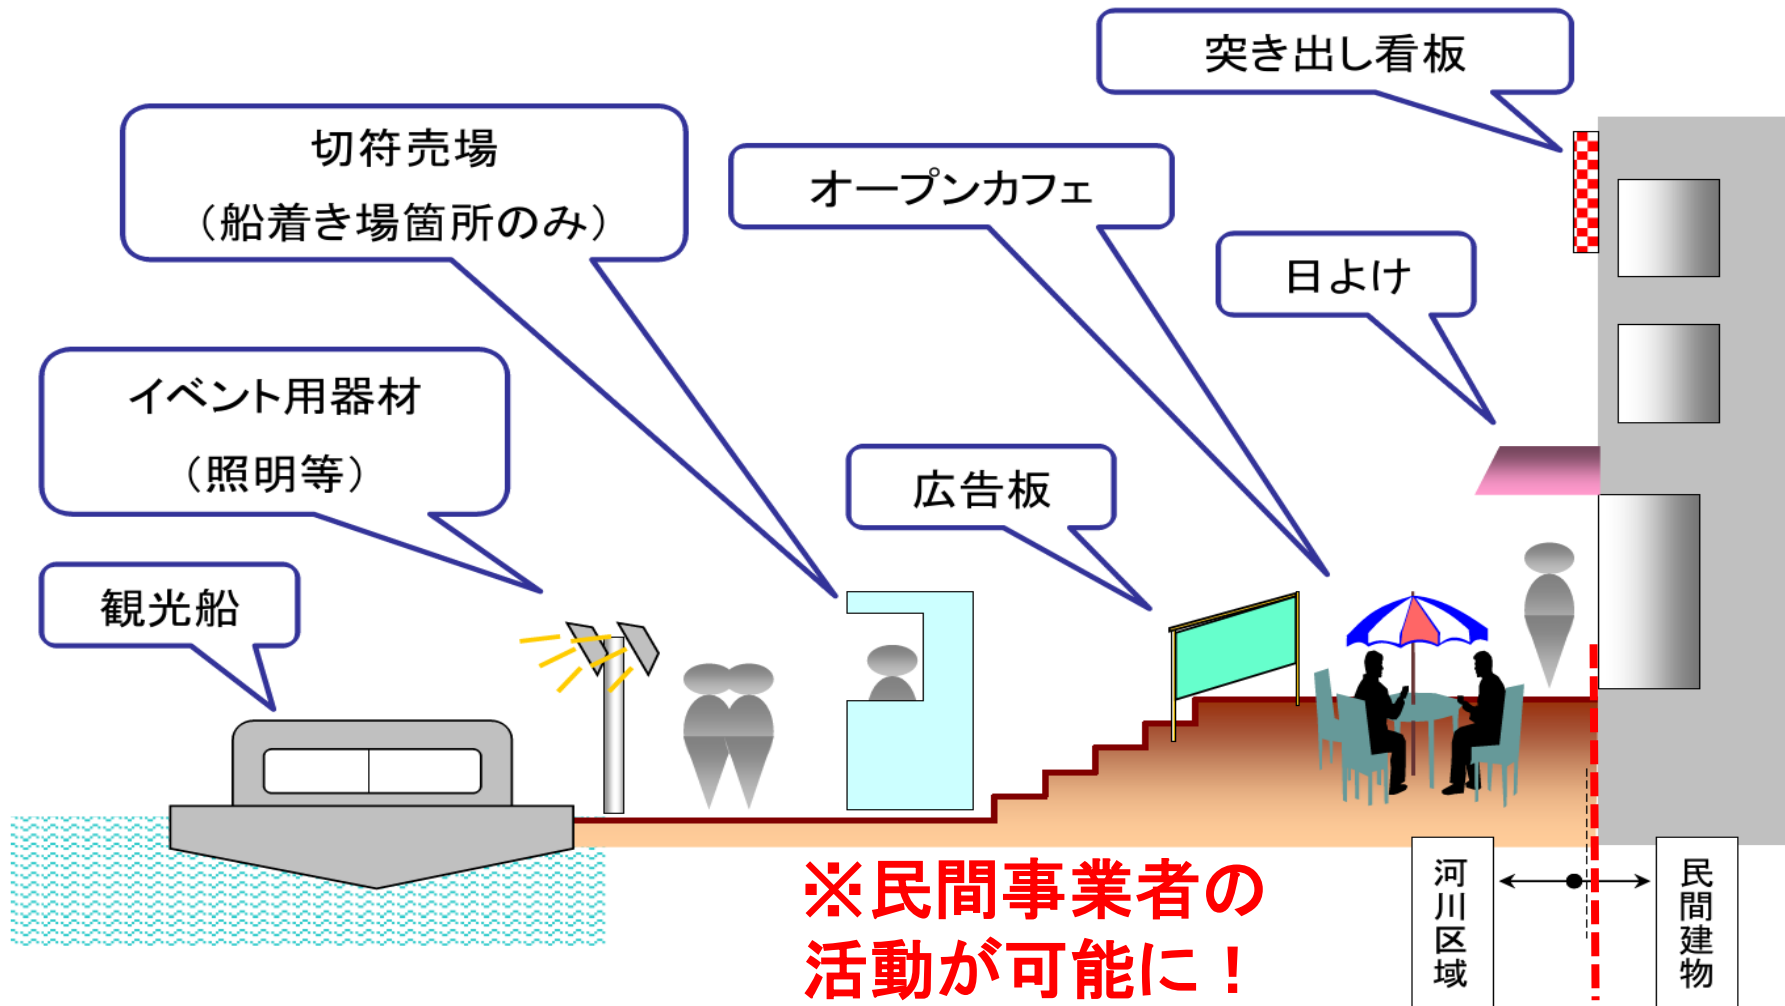 突き出し看板
切符売場
（船着き場箇所のみ）
オープンカフェ
日よけ
イベント用器材
（照明等）
広告板
観光船
※民間事業者の
活動が可能に！
河川区域
民間建物